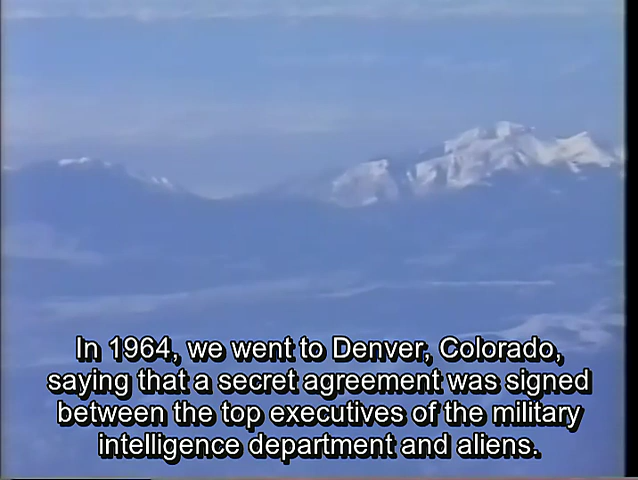 In 1964, we went to Denver, Colorado,
saying that a secret agreement was signed
between the top executives of the military
intelligence department and aliens.